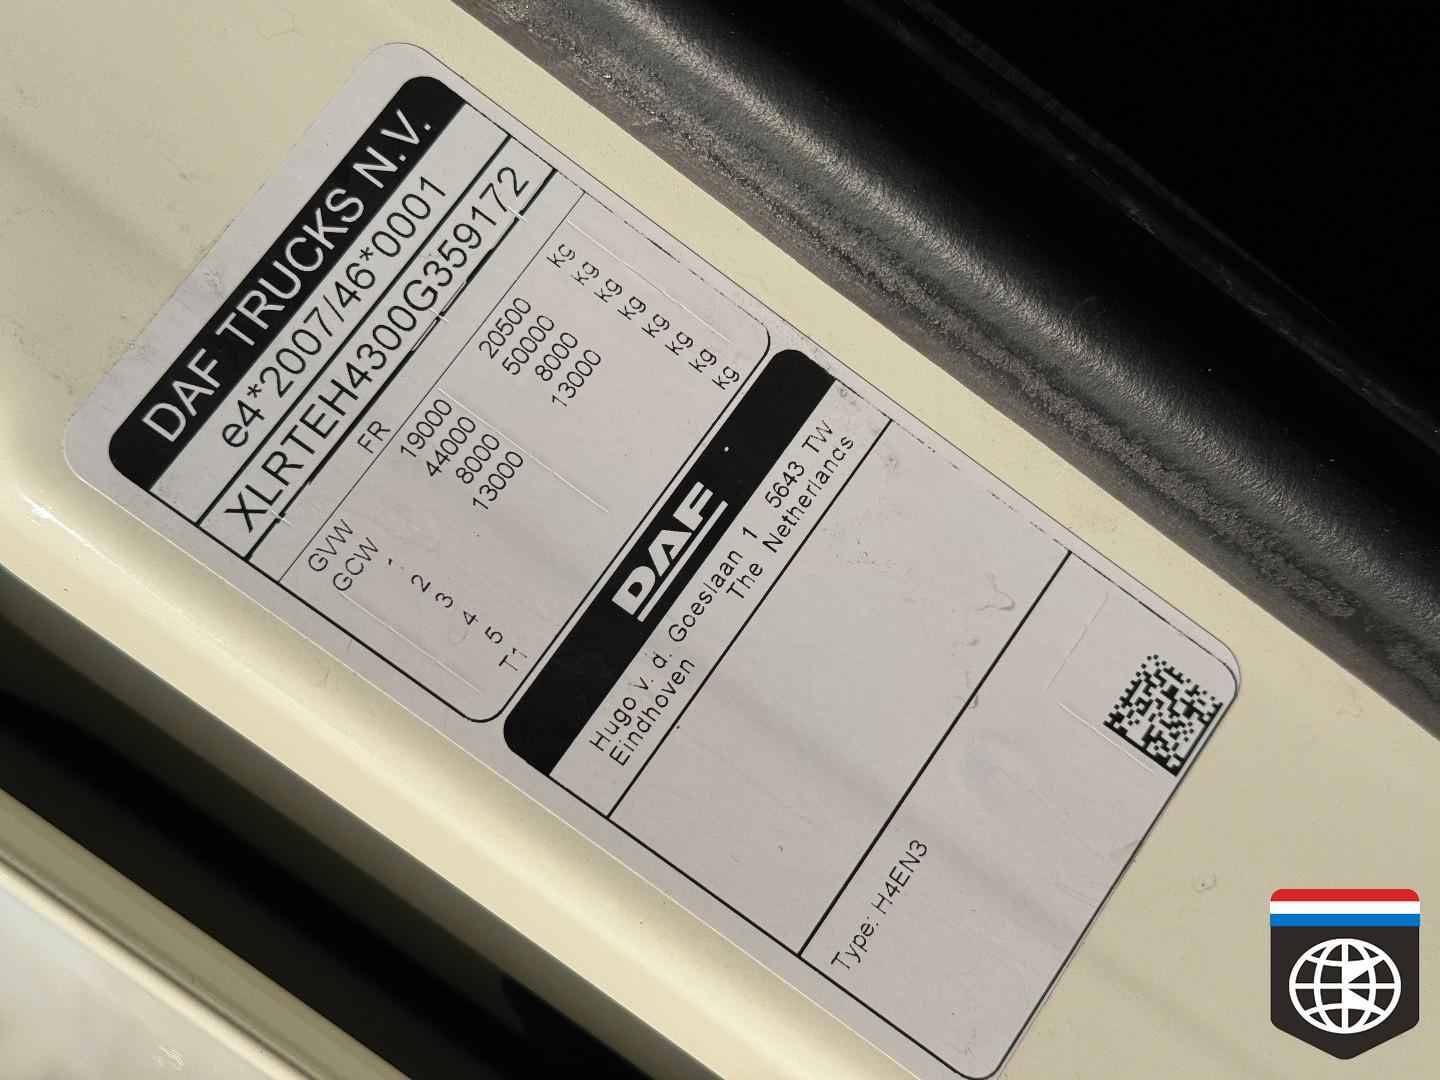 DAF TRUCKS N.V.
e4*2007/46*0001
XLRTEH4300G359172
FR
GVW 19000 20500 kg
GCW 44000 50000 kg
1 8000 8000 kg
2 13000 13000 kg
3 kg
4 kg
5 kg
T1 kg
DAF
Hugo v. d. Goeslaan 1 5643 TW
Eindhoven The Netherlands
Type: H4EN3